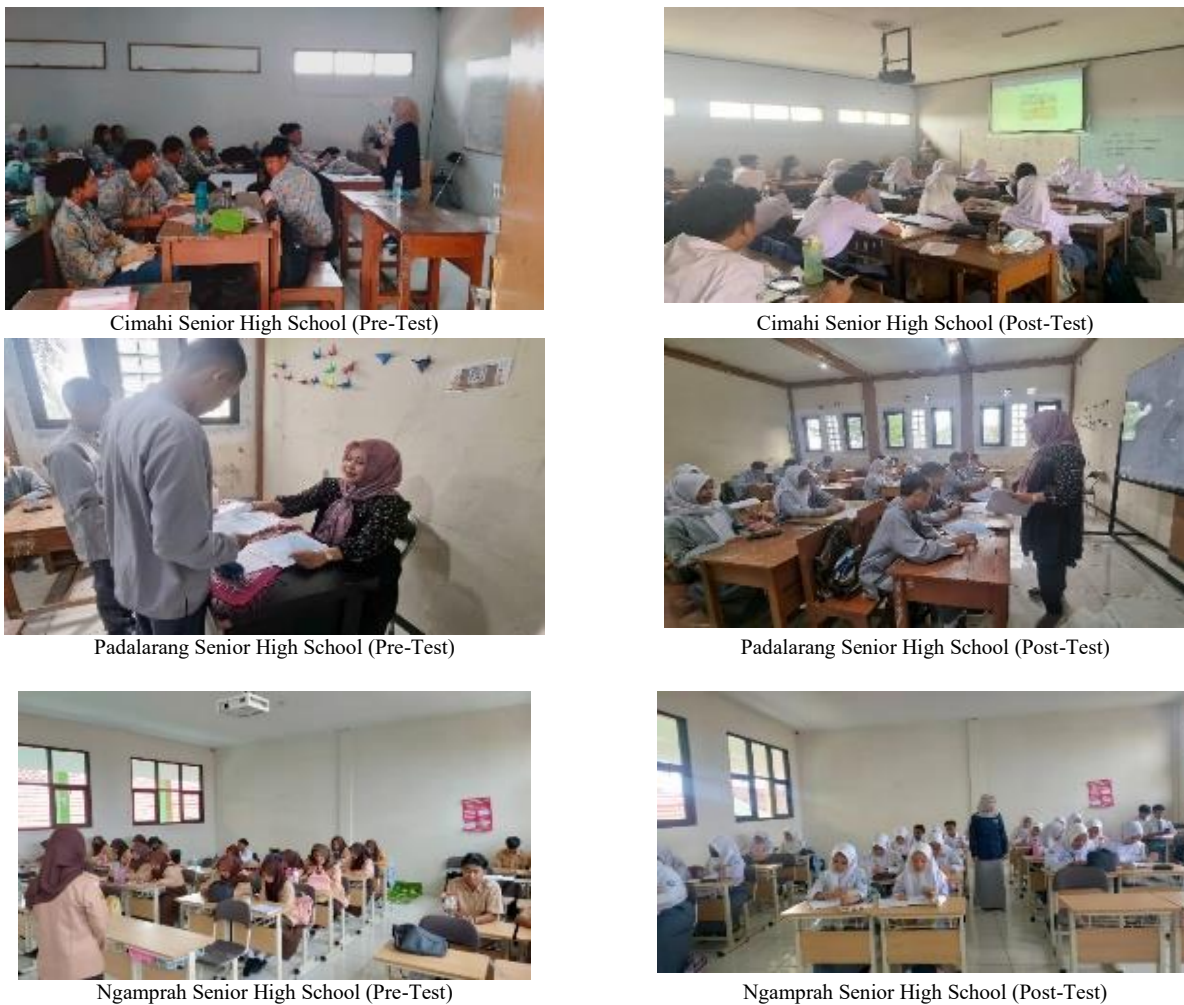 Cimahi Senior High School (Pre-Test)
Cimahi Senior High School (Post-Test)
Padalarang Senior High School (Pre-Test)
Padalarang Senior High School (Post-Test)
Ngamprah Senior High School (Pre-Test)
Ngamprah Senior High School (Post-Test)